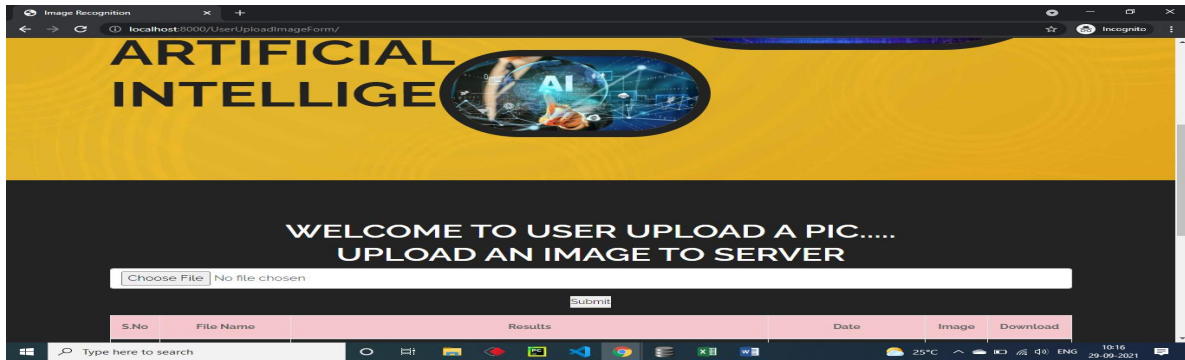 Image Recognition
localhost:8000/UserUploadImageForm/
Incognito
ARTIFICIAL
INTELLIGE
AI
WELCOME TO USER UPLOAD A PIC.....
UPLOAD AN IMAGE TO SERVER
Choose File No file chosen
Submit
S.No File Name Results Date Image Download
Type here to search
25°C ENG
10:16
29-09-2021